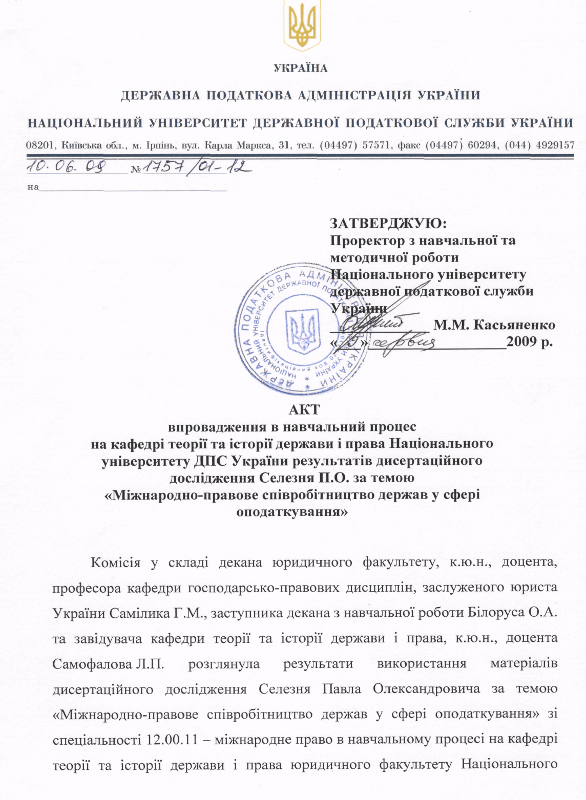 УКРАЇНА
ДЕРЖАВНА ПОДАТКОВА АДМІНІСТРАЦІЯ УКРАЇНИ
НАЦІОНАЛЬНИЙ УНІВЕРСИТЕТ ДЕРЖАВНОЇ ПОДАТКОВОЇ СЛУЖБИ УКРАЇНИ
08201, Київська обл., м. Ірпінь, вул. Карла Маркса, 31, тел. (04497) 57571, факс (04497) 60294, (044) 4929157
10.06.09 № 1757/01-12
на
ЗАТВЕРДЖУЮ:
Проректор з навчальної та
методичної роботи
Національного університету
державної податкової служби
України
М.М. Касьяненко
« » червня 2009 р.
АКТ
впровадження в навчальний процес
на кафедрі теорії та історії держави і права Національного
університету ДПС України результатів дисертаційного
дослідження Селезня П.О. за темою
«Міжнародно-правове співробітництво держав у сфері
оподаткування»
Комісія у складі декана юридичного факультету, к.ю.н., доцента,
професора кафедри господарсько-правових дисциплін, заслуженого юриста
України Самілика Г.М., заступника декана з навчальної роботи Білоруса О.А.
та завідувача кафедри теорії та історії держави і права, к.ю.н., доцента
Самофалова Л.П. розглянула результати використання матеріалів
дисертаційного дослідження Селезня Павла Олександровича за темою
«Міжнародно-правове співробітництво держав у сфері оподаткування» зі
спеціальності 12.00.11 – міжнародне право в навчальному процесі на кафедрі
теорії та історії держави і права юридичного факультету Національного